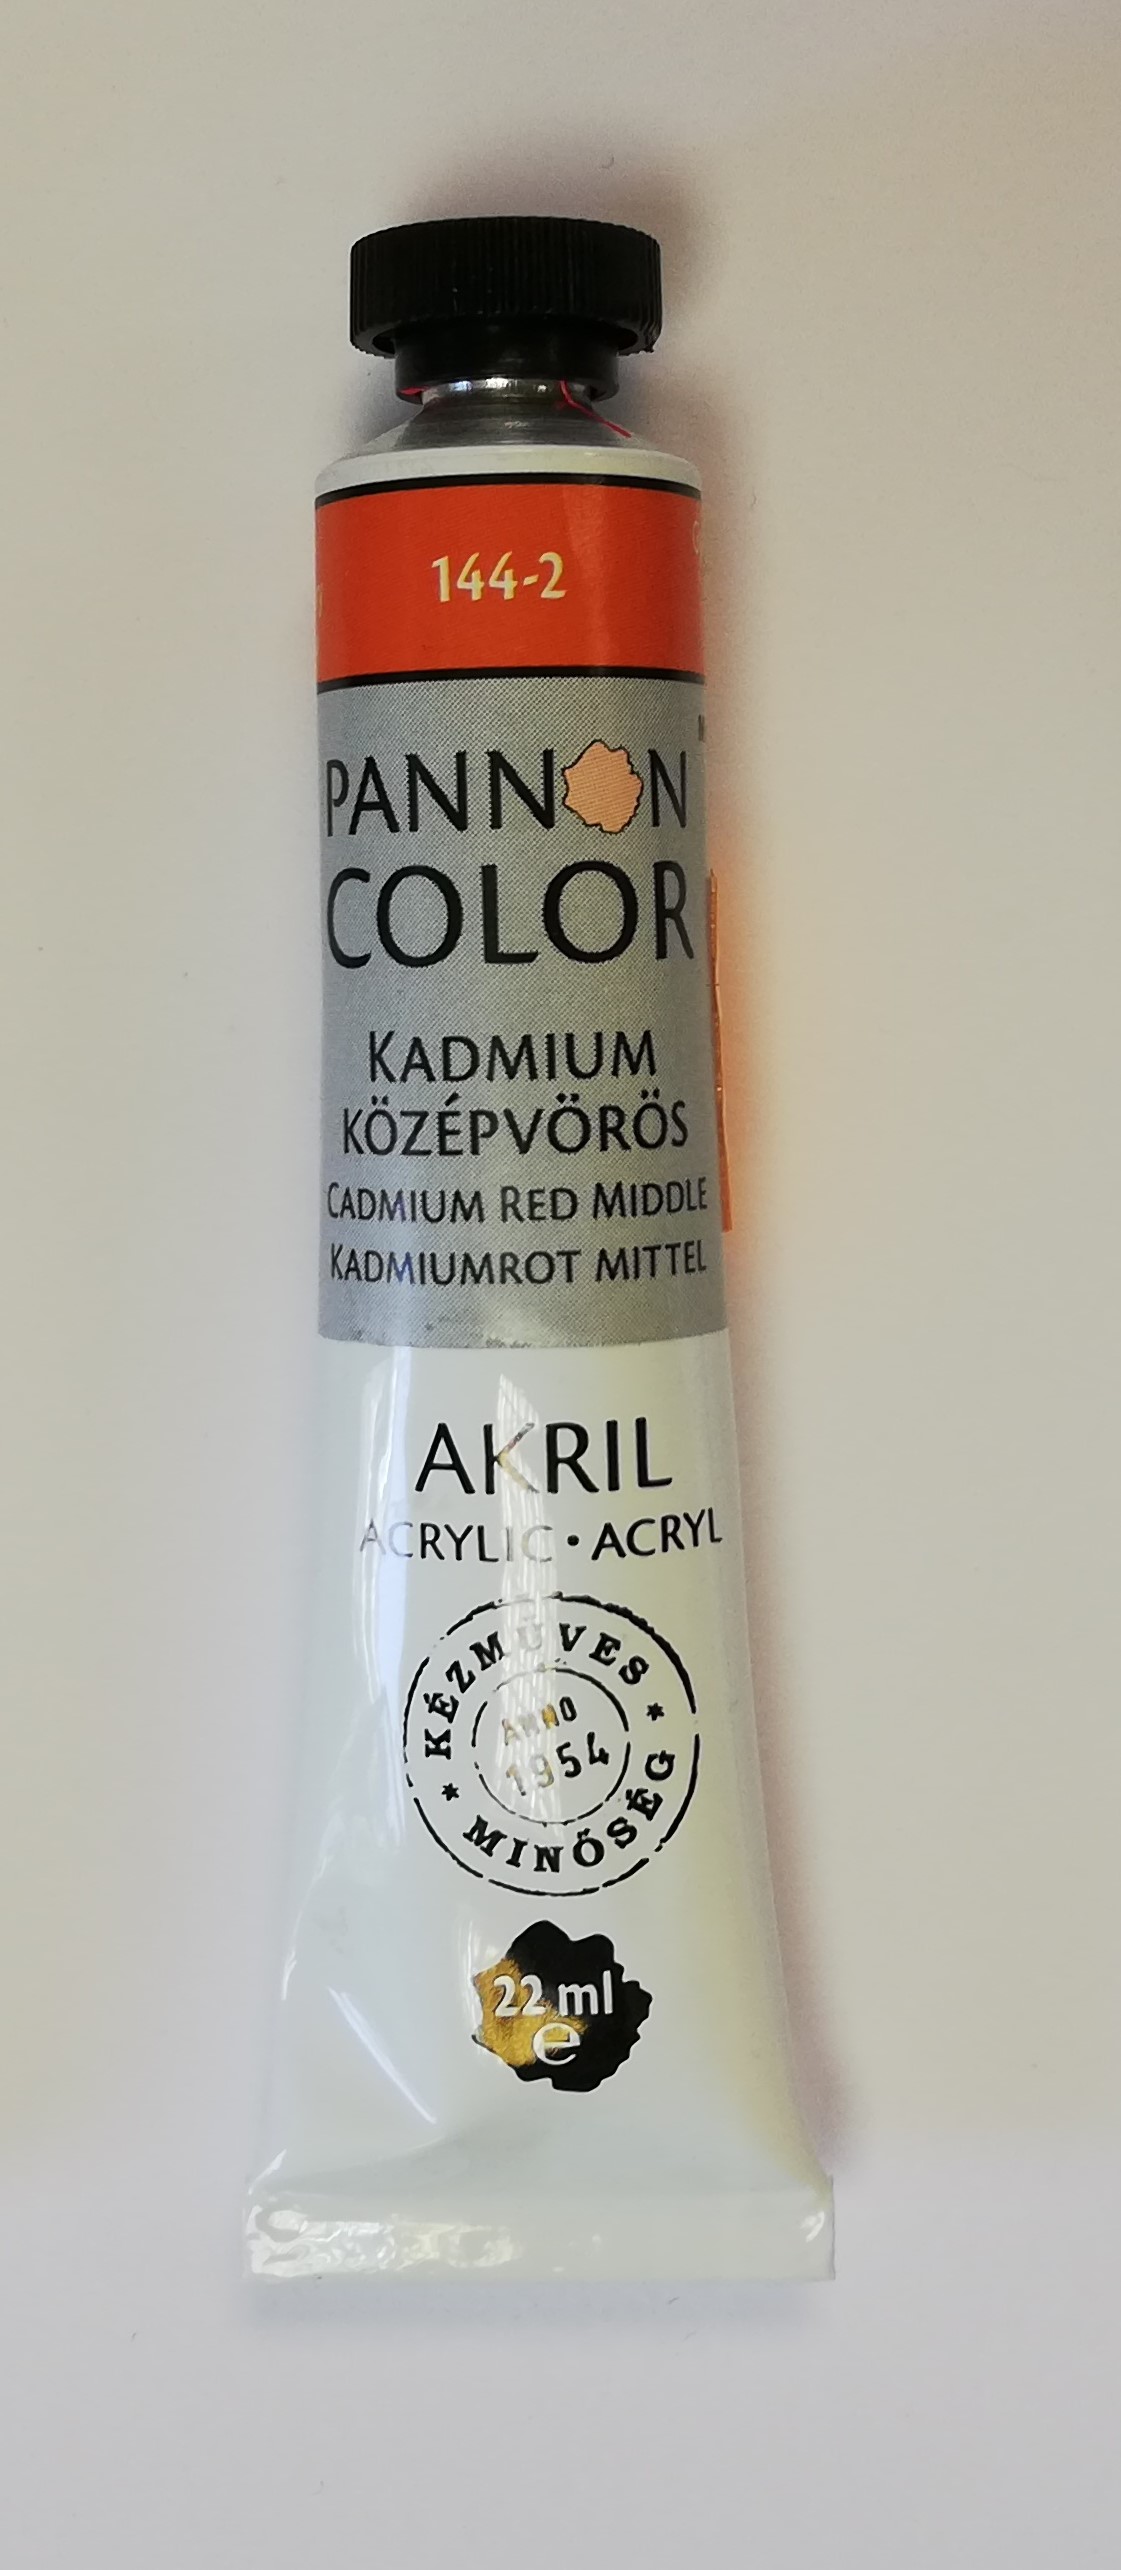 144-2
PANNON
COLOR
KADMIUM
KÖZÉPVÖRÖS
CADMIUM RED MIDDLE
KADMIUMROT MITTEL
AKRIL
ACRYLIC • ACRYL
* KÉZMŰVES *
ANNO
1954
MINŐSÉG
22 ml
e